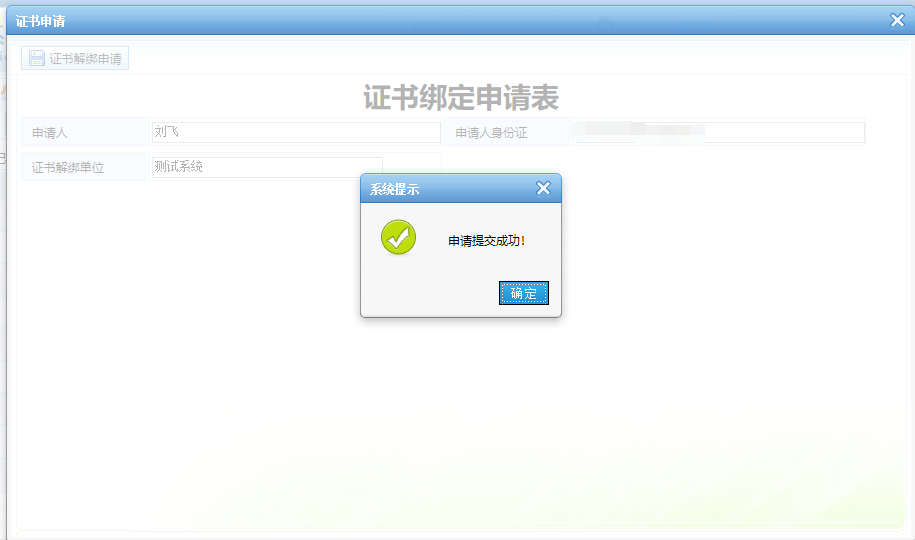 证书申请
证书解绑申请
证书绑定申请表
申请人 刘飞 申请人身份证
证书解绑单位 测试系统
系统提示
申请提交成功！
确定